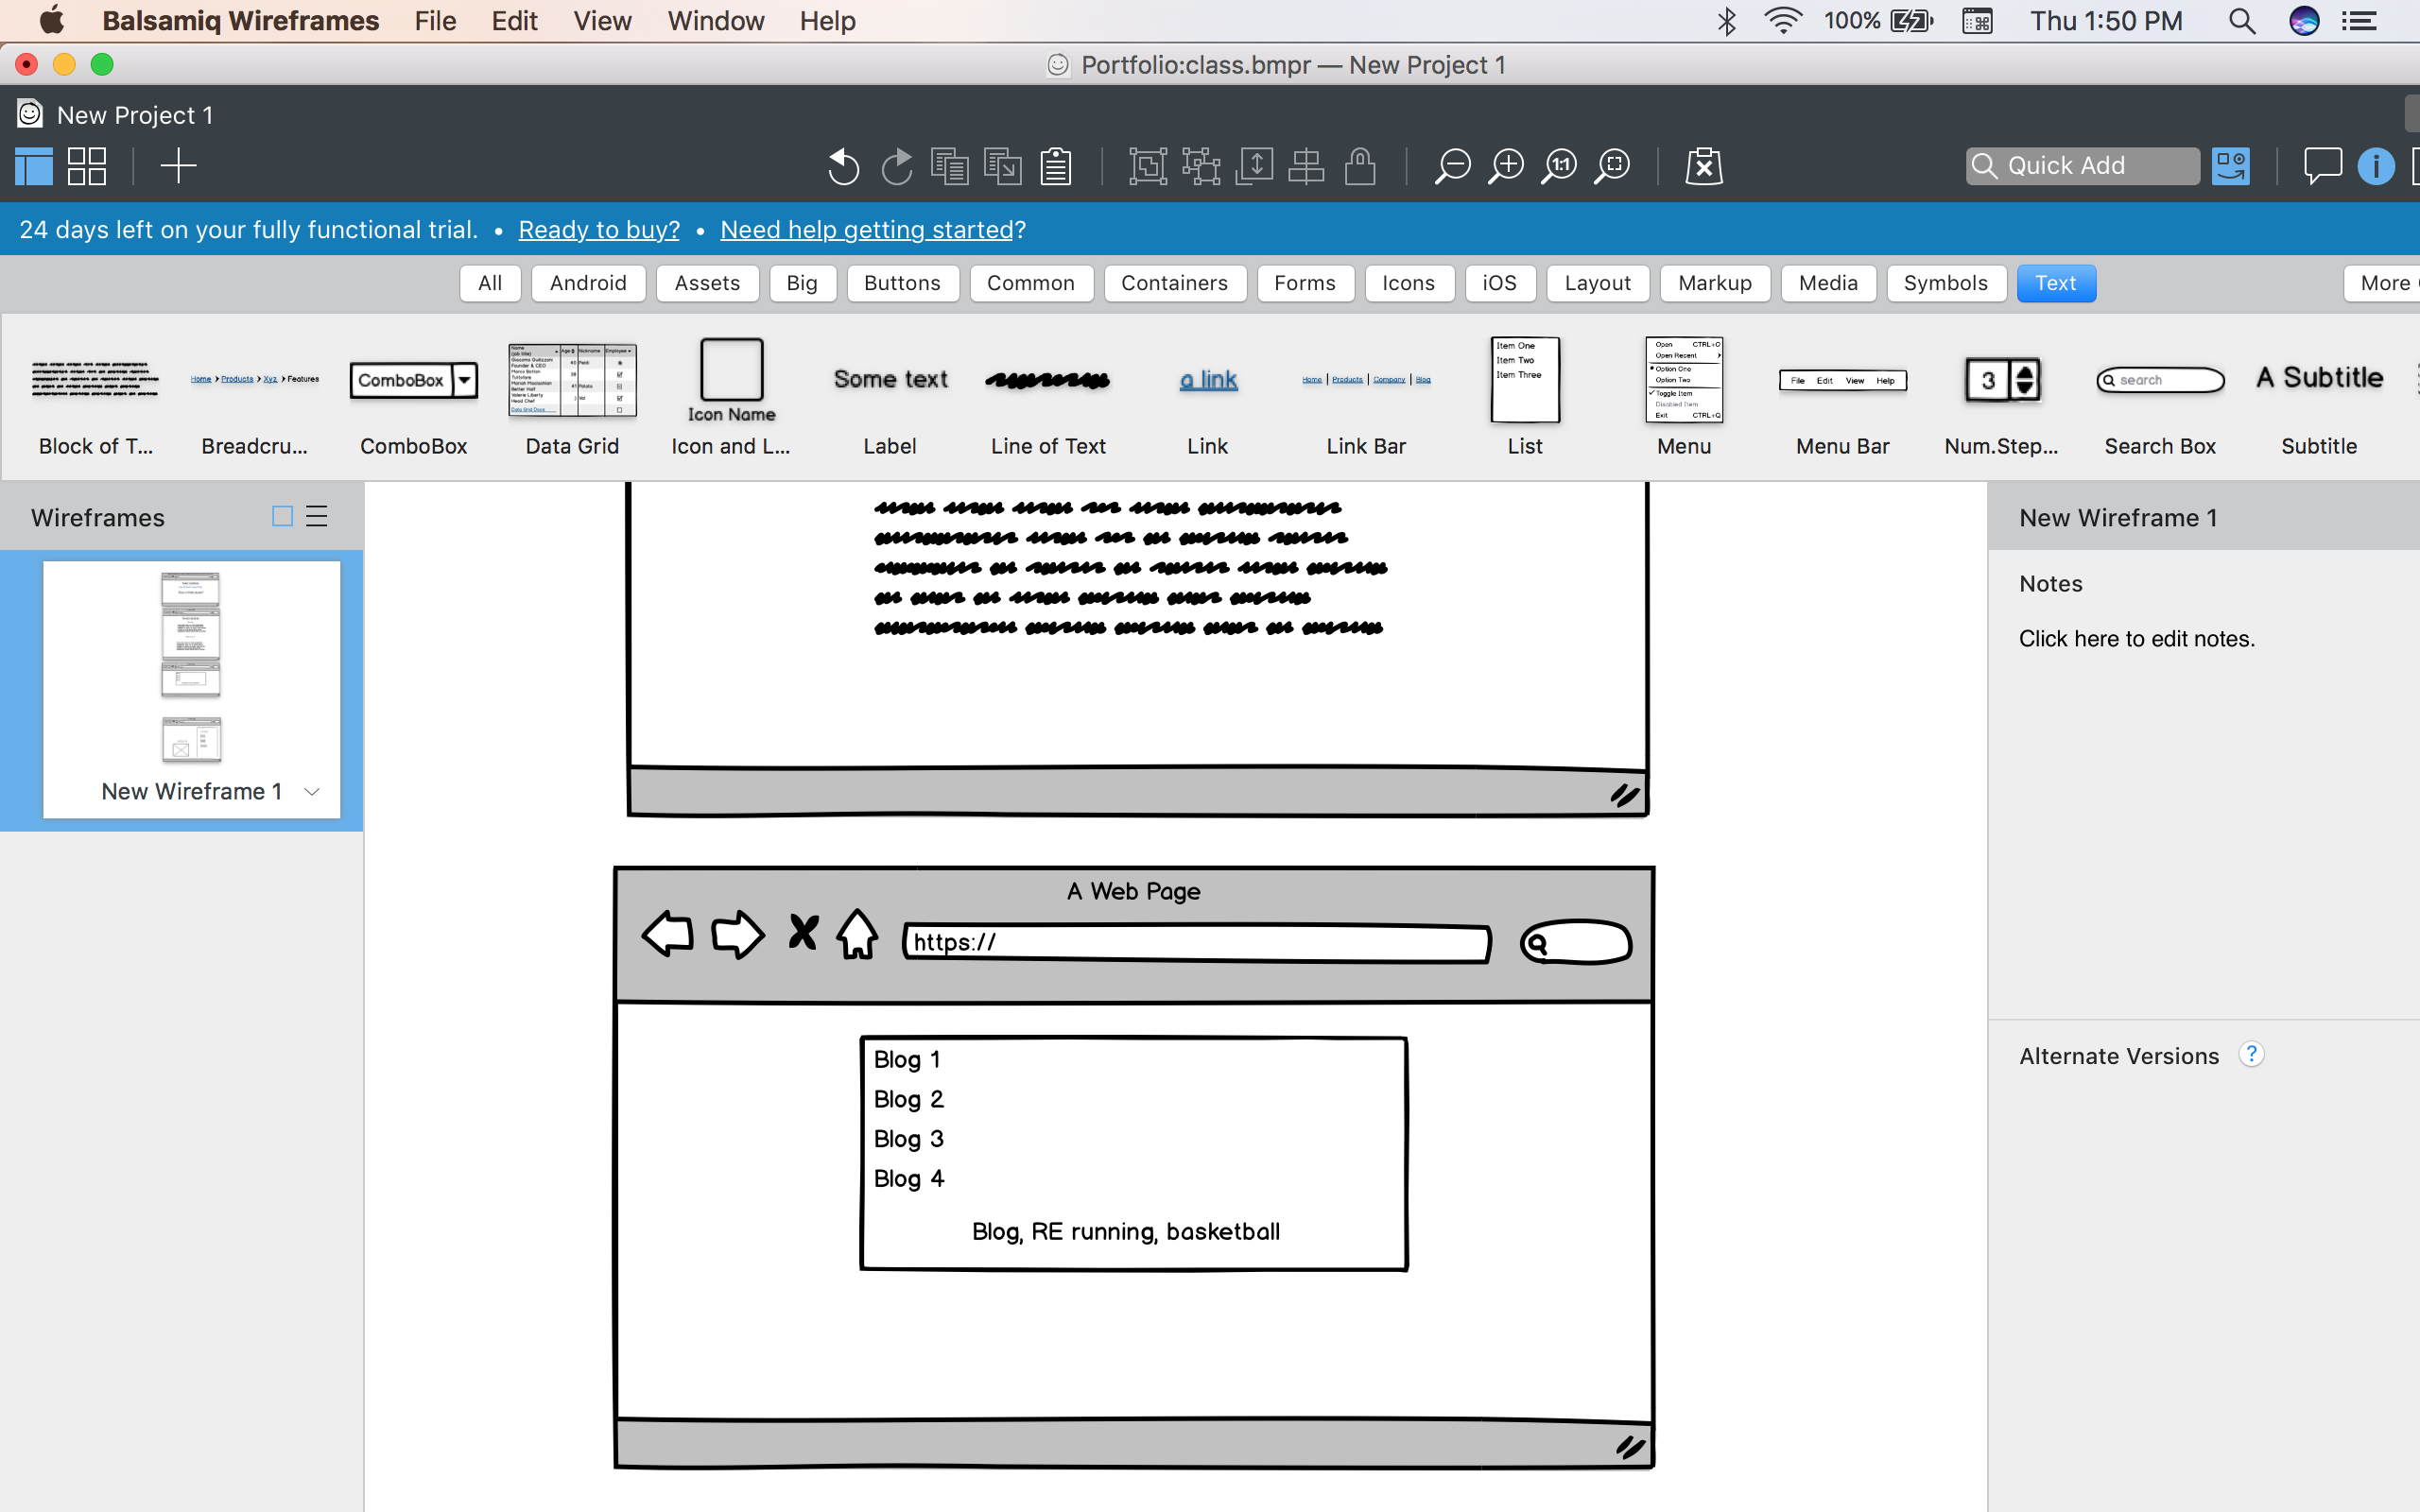 Balsamiq Wireframes File Edit View Window Help 100% Thu 1:50 PM
Portfolio:class.bmpr — New Project 1
New Project 1
1:1 Quick Add
24 days left on your fully functional trial. • Ready to buy? • Need help getting started?
All Android Assets Big Buttons Common Containers Forms Icons iOS Layout Markup Media Symbols Text More
Home Products Xyz Features
ComboBox
Icon Name
Some text
a link
Home Products Company Blog
Item One
Item Two
Item Three
Open CTRL+O
Open Recent
Option One
Option Two
Toggle Item
Disabled Item
Exit CTRL+Q
File Edit View Help
3
search
A Subtitle
Block of T... Breadcru... ComboBox Data Grid Icon and L... Label Line of Text Link Link Bar List Menu Menu Bar Num.Step... Search Box Subtitle
Wireframes
New Wireframe 1
New Wireframe 1
Notes
Click here to edit notes.
Alternate Versions ?
A Web Page
https://
Blog 1
Blog 2
Blog 3
Blog 4
Blog, RE running, basketball